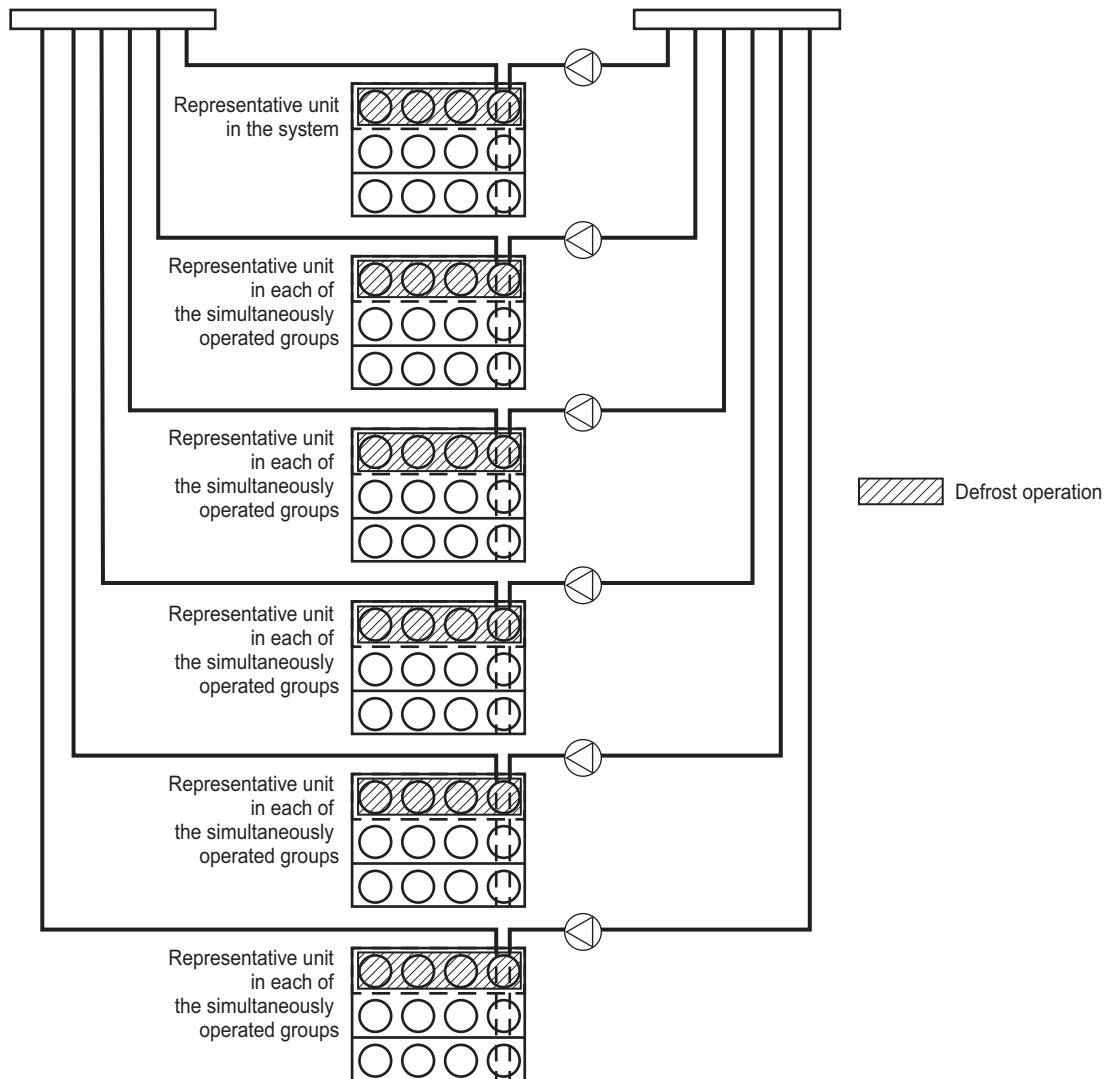 Representative unit
in the system
Representative unit
in each of
the simultaneously
operated groups
Representative unit
in each of
the simultaneously
operated groups
Defrost operation
Representative unit
in each of
the simultaneously
operated groups
Representative unit
in each of
the simultaneously
operated groups
Representative unit
in each of
the simultaneously
operated groups